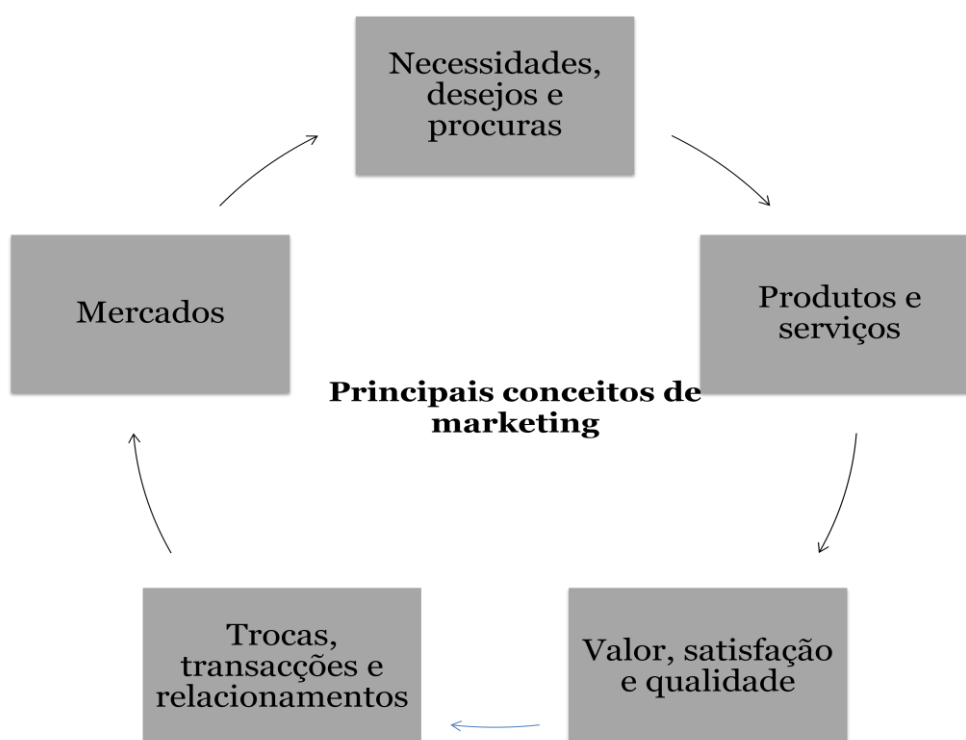 Necessidades,
desejos e
procuras
Produtos e
serviços
Valor, satisfação
e qualidade
Trocas,
transacções e
relacionamentos
Mercados
Principais conceitos de
marketing